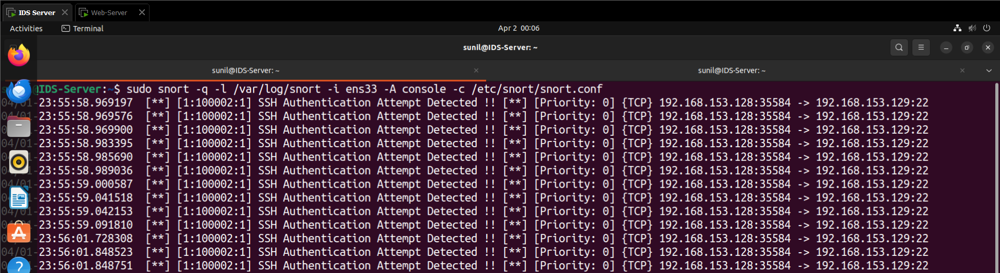 IDS Server
Web-Server
Activities
Terminal
Apr 2 00:06
sunil@IDS-Server: ~
sunil@IDS-Server: ~
sunil@IDS-Server: ~
@IDS-Server:~$ sudo snort -q -l /var/log/snort -i ens33 -A console -c /etc/snort/snort.conf
04/01-23:55:58.969197 [**] [1:100002:1] SSH Authentication Attempt Detected !! [**] [Priority: 0] {TCP} 192.168.153.128:35584 -> 192.168.153.129:22
04/01-23:55:58.969576 [**] [1:100002:1] SSH Authentication Attempt Detected !! [**] [Priority: 0] {TCP} 192.168.153.128:35584 -> 192.168.153.129:22
04/01-23:55:58.969900 [**] [1:100002:1] SSH Authentication Attempt Detected !! [**] [Priority: 0] {TCP} 192.168.153.128:35584 -> 192.168.153.129:22
04/01-23:55:58.983395 [**] [1:100002:1] SSH Authentication Attempt Detected !! [**] [Priority: 0] {TCP} 192.168.153.128:35584 -> 192.168.153.129:22
04/01-23:55:58.985690 [**] [1:100002:1] SSH Authentication Attempt Detected !! [**] [Priority: 0] {TCP} 192.168.153.128:35584 -> 192.168.153.129:22
04/01-23:55:58.989036 [**] [1:100002:1] SSH Authentication Attempt Detected !! [**] [Priority: 0] {TCP} 192.168.153.128:35584 -> 192.168.153.129:22
04/01-23:55:59.000587 [**] [1:100002:1] SSH Authentication Attempt Detected !! [**] [Priority: 0] {TCP} 192.168.153.128:35584 -> 192.168.153.129:22
04/01-23:55:59.041518 [**] [1:100002:1] SSH Authentication Attempt Detected !! [**] [Priority: 0] {TCP} 192.168.153.128:35584 -> 192.168.153.129:22
04/01-23:55:59.042153 [**] [1:100002:1] SSH Authentication Attempt Detected !! [**] [Priority: 0] {TCP} 192.168.153.128:35584 -> 192.168.153.129:22
04/01-23:55:59.091810 [**] [1:100002:1] SSH Authentication Attempt Detected !! [**] [Priority: 0] {TCP} 192.168.153.128:35584 -> 192.168.153.129:22
04/01-23:56:01.728308 [**] [1:100002:1] SSH Authentication Attempt Detected !! [**] [Priority: 0] {TCP} 192.168.153.128:35584 -> 192.168.153.129:22
04/01-23:56:01.848523 [**] [1:100002:1] SSH Authentication Attempt Detected !! [**] [Priority: 0] {TCP} 192.168.153.128:35584 -> 192.168.153.129:22
04/01-23:56:01.848751 [**] [1:100002:1] SSH Authentication Attempt Detected !! [**] [Priority: 0] {TCP} 192.168.153.128:35584 -> 192.168.153.129:22